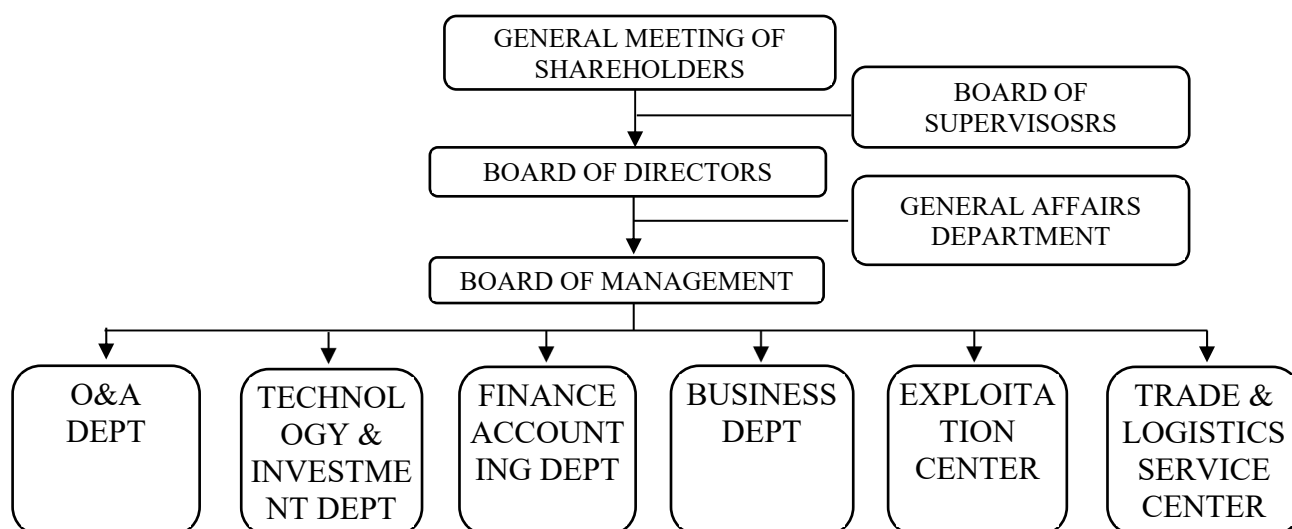 GENERAL MEETING OF
SHAREHOLDERS
BOARD OF
SUPERVISOSRS
BOARD OF DIRECTORS
GENERAL AFFAIRS
DEPARTMENT
BOARD OF MANAGEMENT
O&A
DEPT
TECHNOL
OGY &
INVESTME
NT DEPT
FINANCE
ACCOUNT
ING DEPT
BUSINESS
DEPT
EXPLOITA
TION
CENTER
TRADE &
LOGISTICS
SERVICE
CENTER